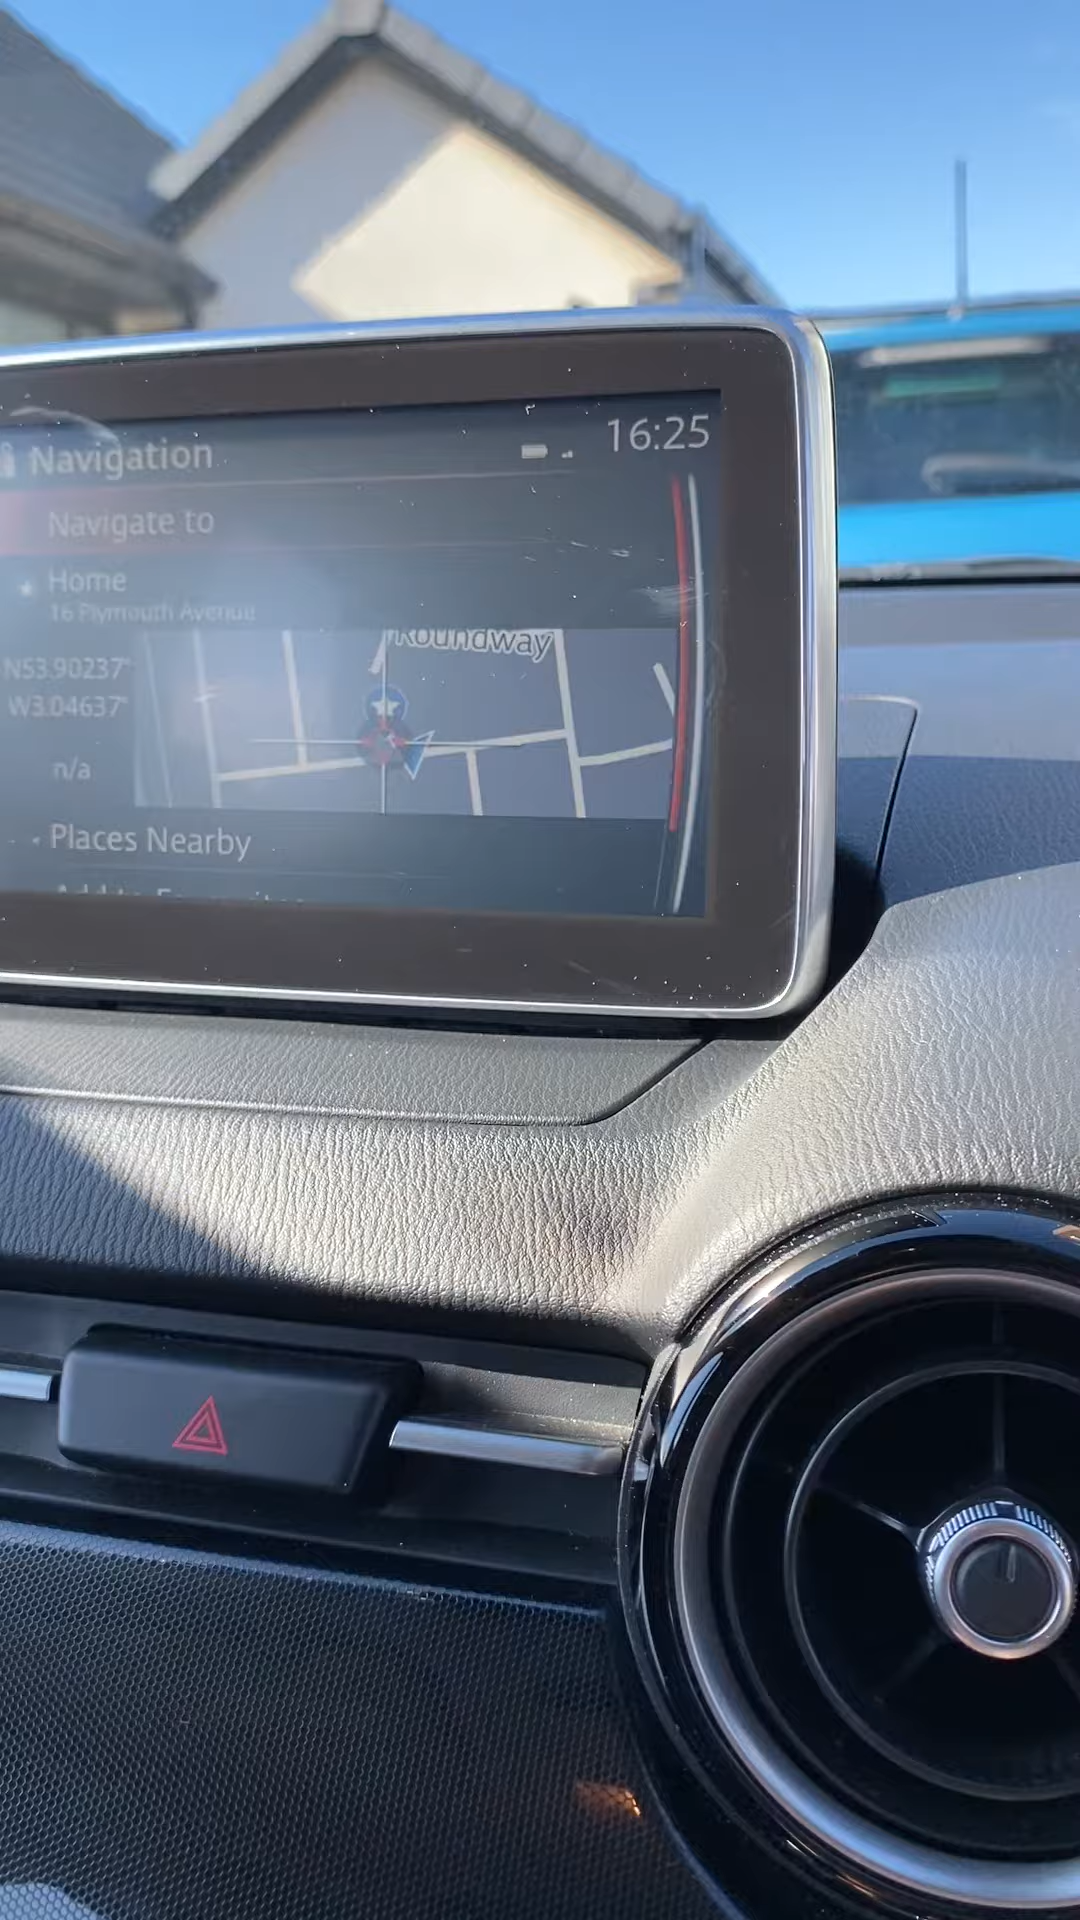 Navigation
16:25
Navigate to
Home
16 Plymouth Avenue
Roundway
N53.90237°
W3.04637°
n/a
Places Nearby